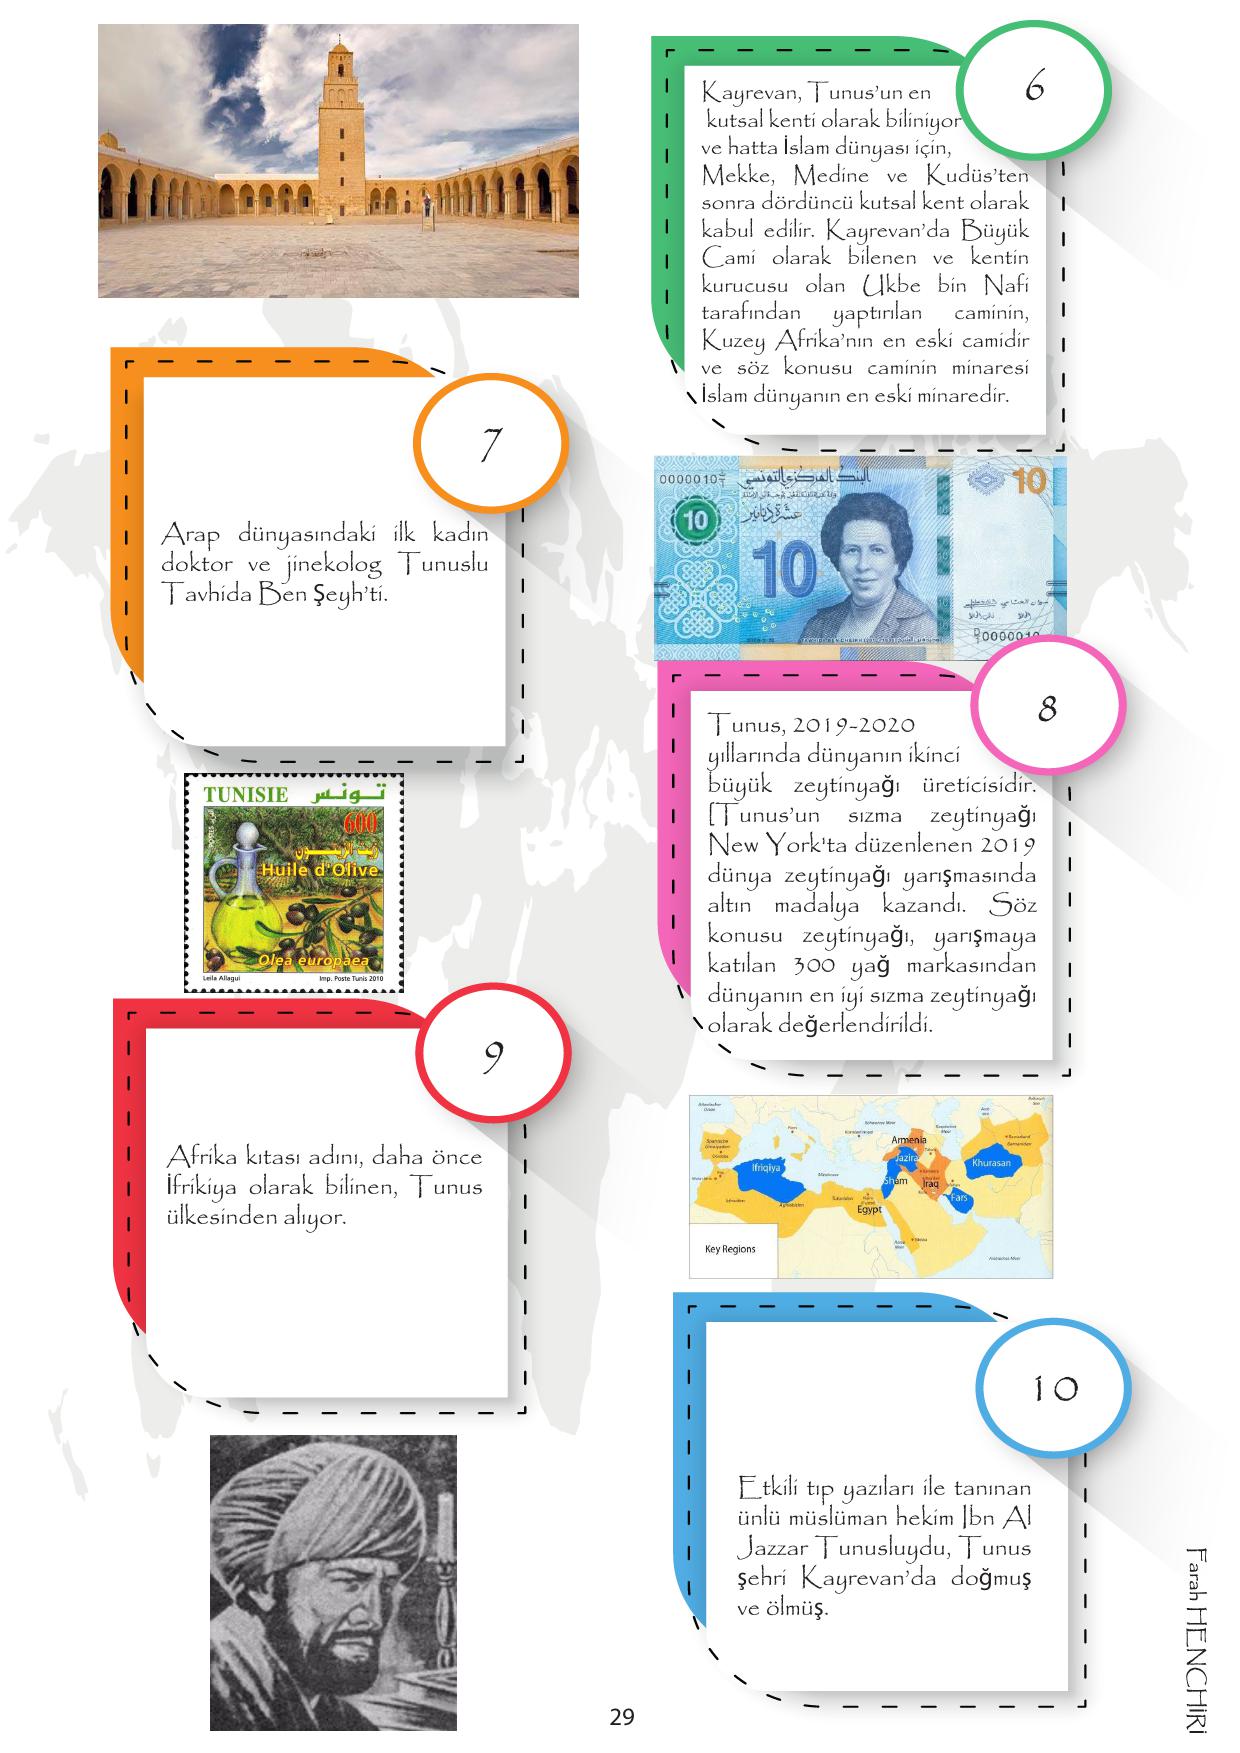 6
Kayrevan, Tunus’un en
kutsal kenti olarak biliniyor
ve hatta İslam dünyası için,
Mekke, Medine ve Kudüs’ten
sonra dördüncü kutsal kent olarak
kabul edilir. Kayrevan’da Büyük
Cami olarak bilenen ve kentin
kurucusu olan Ukbe bin Nafi
tarafından yaptırılan caminin,
Kuzey Afrika’nın en eski camidir
ve söz konusu caminin minaresi
İslam dünyanın en eski minaredir.
7
Arap dünyasındaki ilk kadın
doktor ve jinekolog Tunuslu
Tavhida Ben Şeyh’ti.
البنك المركزي التونسي
عشرة دنانير
0000010
10
10
10
0000010
8
Tunus, 2019-2020
yıllarında dünyanın ikinci
büyük zeytinyağı üreticisidir.
[Tunus’un sızma zeytinyağı
New York'ta düzenlenen 2019
dünya zeytinyağı yarışmasında
altın madalya kazandı. Söz
konusu zeytinyağı, yarışmaya
katılan 300 yağ markasından
dünyanın en iyi sızma zeytinyağı
olarak değerlendirildi.
TUNISIE تونس
600
زيت الزيتون
Huile d'Olive
Olea europaea
Leila Allagui Imp. Poste Tunis 2010
9
Afrika kıtası adını, daha önce
İfrikiya olarak bilinen, Tunus
ülkesinden alıyor.
Armenia
Jazira
Ifriqiya
Khurasan
Sham
Iraq
Fars
Egypt
Key Regions
10
Etkili tıp yazıları ile tanınan
ünlü müslüman hekim Ibn Al
Jazzar Tunusluydu, Tunus
şehri Kayrevan’da doğmuş
ve ölmüş.
Farah HENCHIRI
29